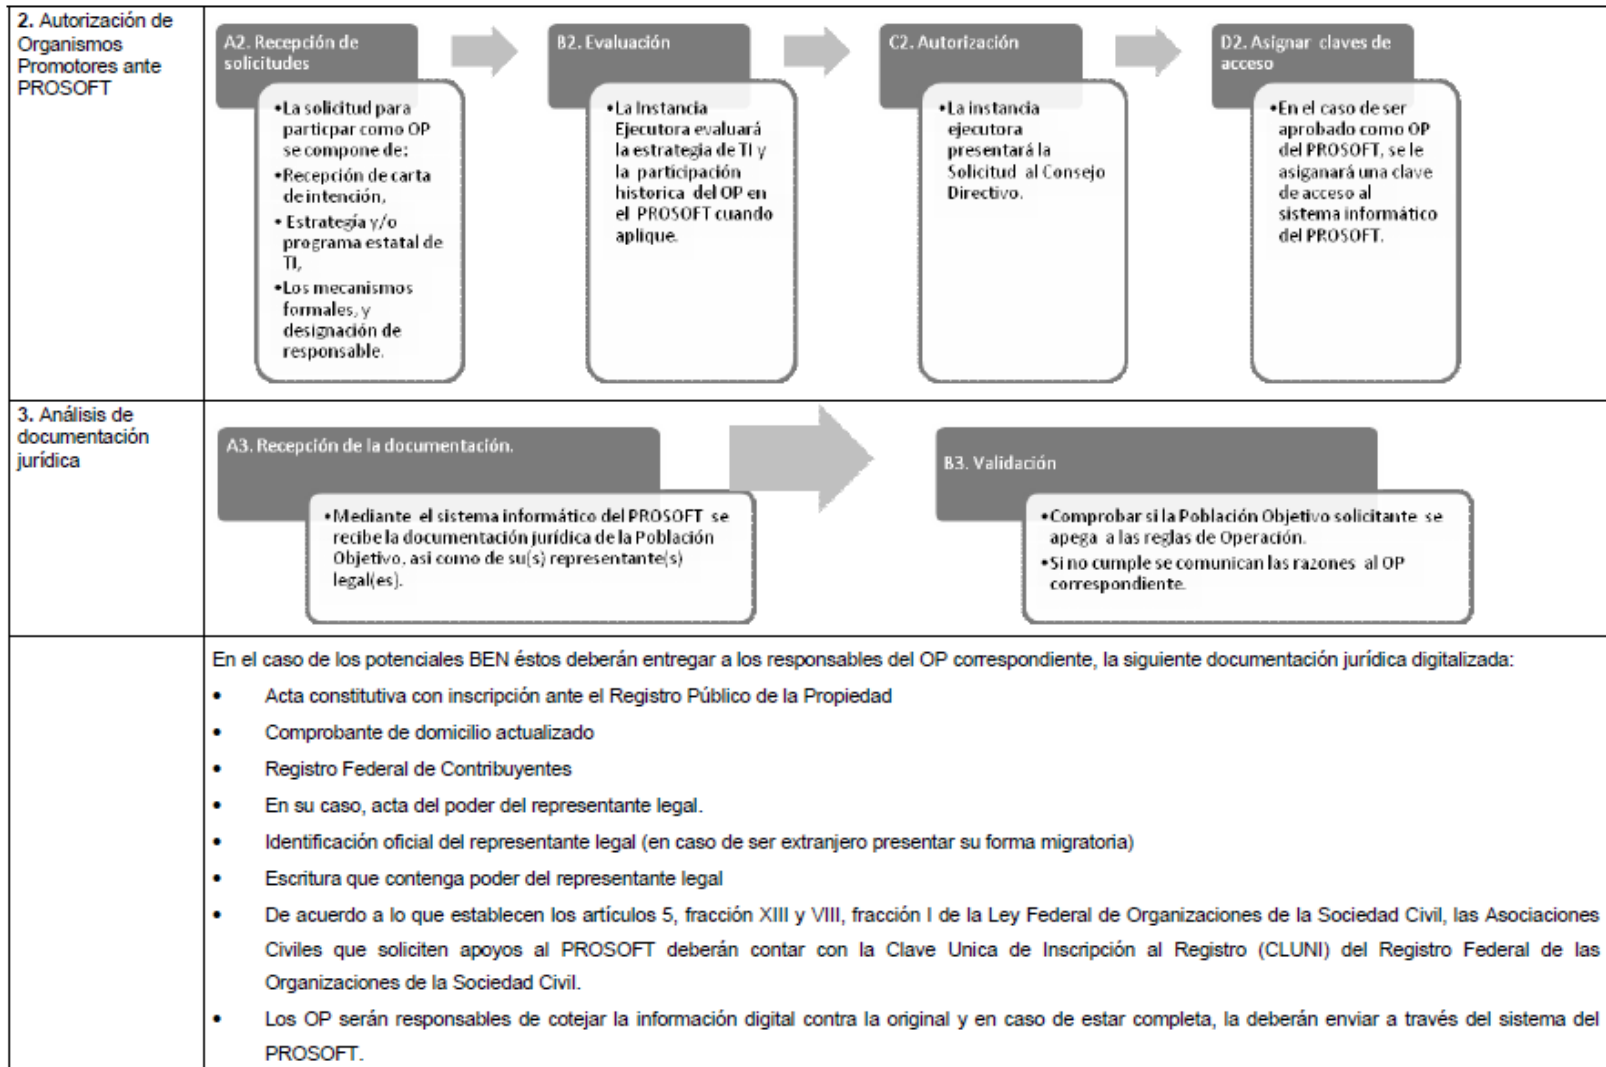 2. Autorización de
Organismos
Promotores ante
PROSOFT
A2. Recepción de
solicitudes
•La solicitud para
particpar como OP
se compone de:
•Recepción de carta
de intención,
• Estrategía y/o
programa estatal de
TI,
•Los mecanismos
formales, y
designación de
responsable.
B2. Evaluación
•La Instancia
Ejecutora evaluará
la estrategia de TI y
la participación
historica del OP en
el PROSOFT cuando
aplique.
C2. Autorización
•La instancia
ejecutora
presentará la
Solicitud al Consejo
Directivo.
D2. Asignar claves de
acceso
•En el caso de ser
aprobado como OP
del PROSOFT, se le
asiganará una clave
de acceso al
sistema informático
del PROSOFT.
3. Análisis de
documentación
jurídica
A3. Recepción de la documentación.
•Mediante el sistema informático del PROSOFT se
recibe la documentación jurídica de la Población
Objetivo, asi como de su(s) representante(s)
legal(es).
B3. Validación
•Comprobar si la Población Objetivo solicitante se
apega a las reglas de Operación.
•Si no cumple se comunican las razones al OP
correspondiente.
En el caso de los potenciales BEN éstos deberán entregar a los responsables del OP correspondiente, la siguiente documentación jurídica digitalizada:
• Acta constitutiva con inscripción ante el Registro Público de la Propiedad
• Comprobante de domicilio actualizado
• Registro Federal de Contribuyentes
• En su caso, acta del poder del representante legal.
• Identificación oficial del representante legal (en caso de ser extranjero presentar su forma migratoria)
• Escritura que contenga poder del representante legal
• De acuerdo a lo que establecen los artículos 5, fracción XIII y VIII, fracción I de la Ley Federal de Organizaciones de la Sociedad Civil, las Asociaciones
Civiles que soliciten apoyos al PROSOFT deberán contar con la Clave Unica de Inscripción al Registro (CLUNI) del Registro Federal de las
Organizaciones de la Sociedad Civil.
• Los OP serán responsables de cotejar la información digital contra la original y en caso de estar completa, la deberán enviar a través del sistema del
PROSOFT.